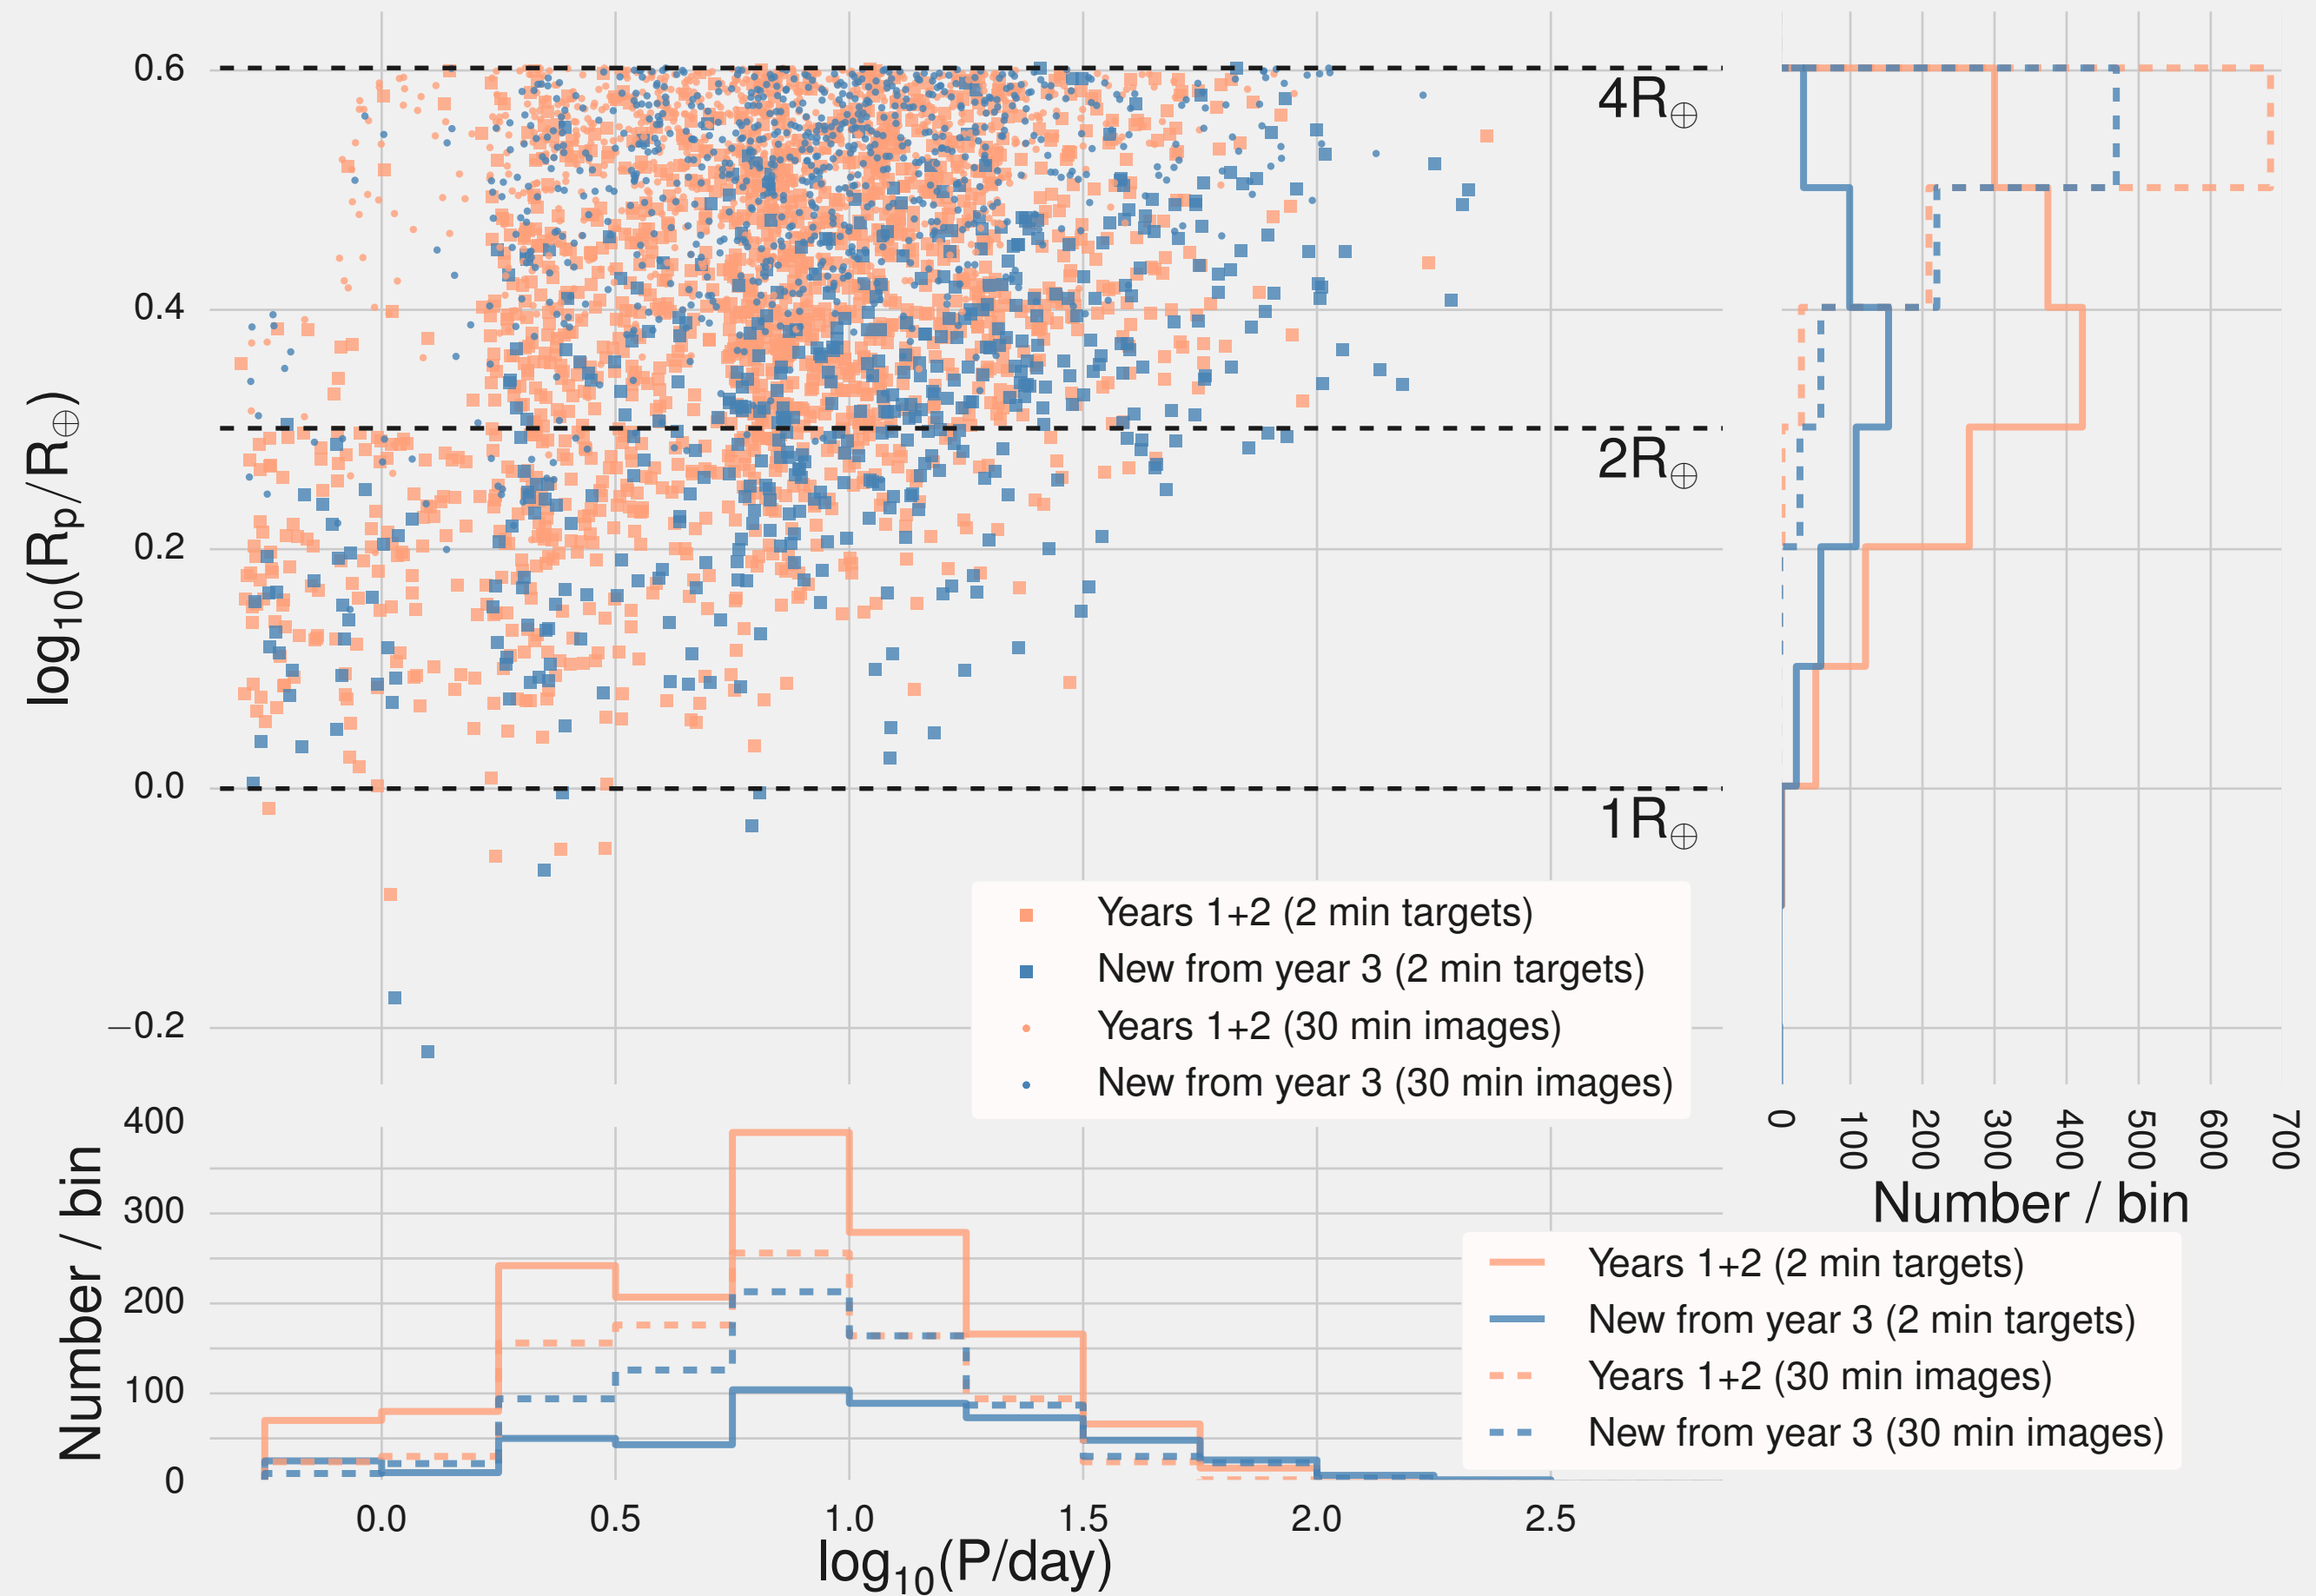 0.6
4R⊕
0.4
2R⊕
0.2
0.0
1R⊕
−0.2
log10(Rp/R⊕)
Years 1+2 (2 min targets)
New from year 3 (2 min targets)
Years 1+2 (30 min images)
New from year 3 (30 min images)
0 100 200 300 400 500 600 700
Number / bin
400
300
200
100
0
Number / bin
Years 1+2 (2 min targets)
New from year 3 (2 min targets)
Years 1+2 (30 min images)
New from year 3 (30 min images)
0.0 0.5 1.0 1.5 2.0 2.5
log10(P/day)